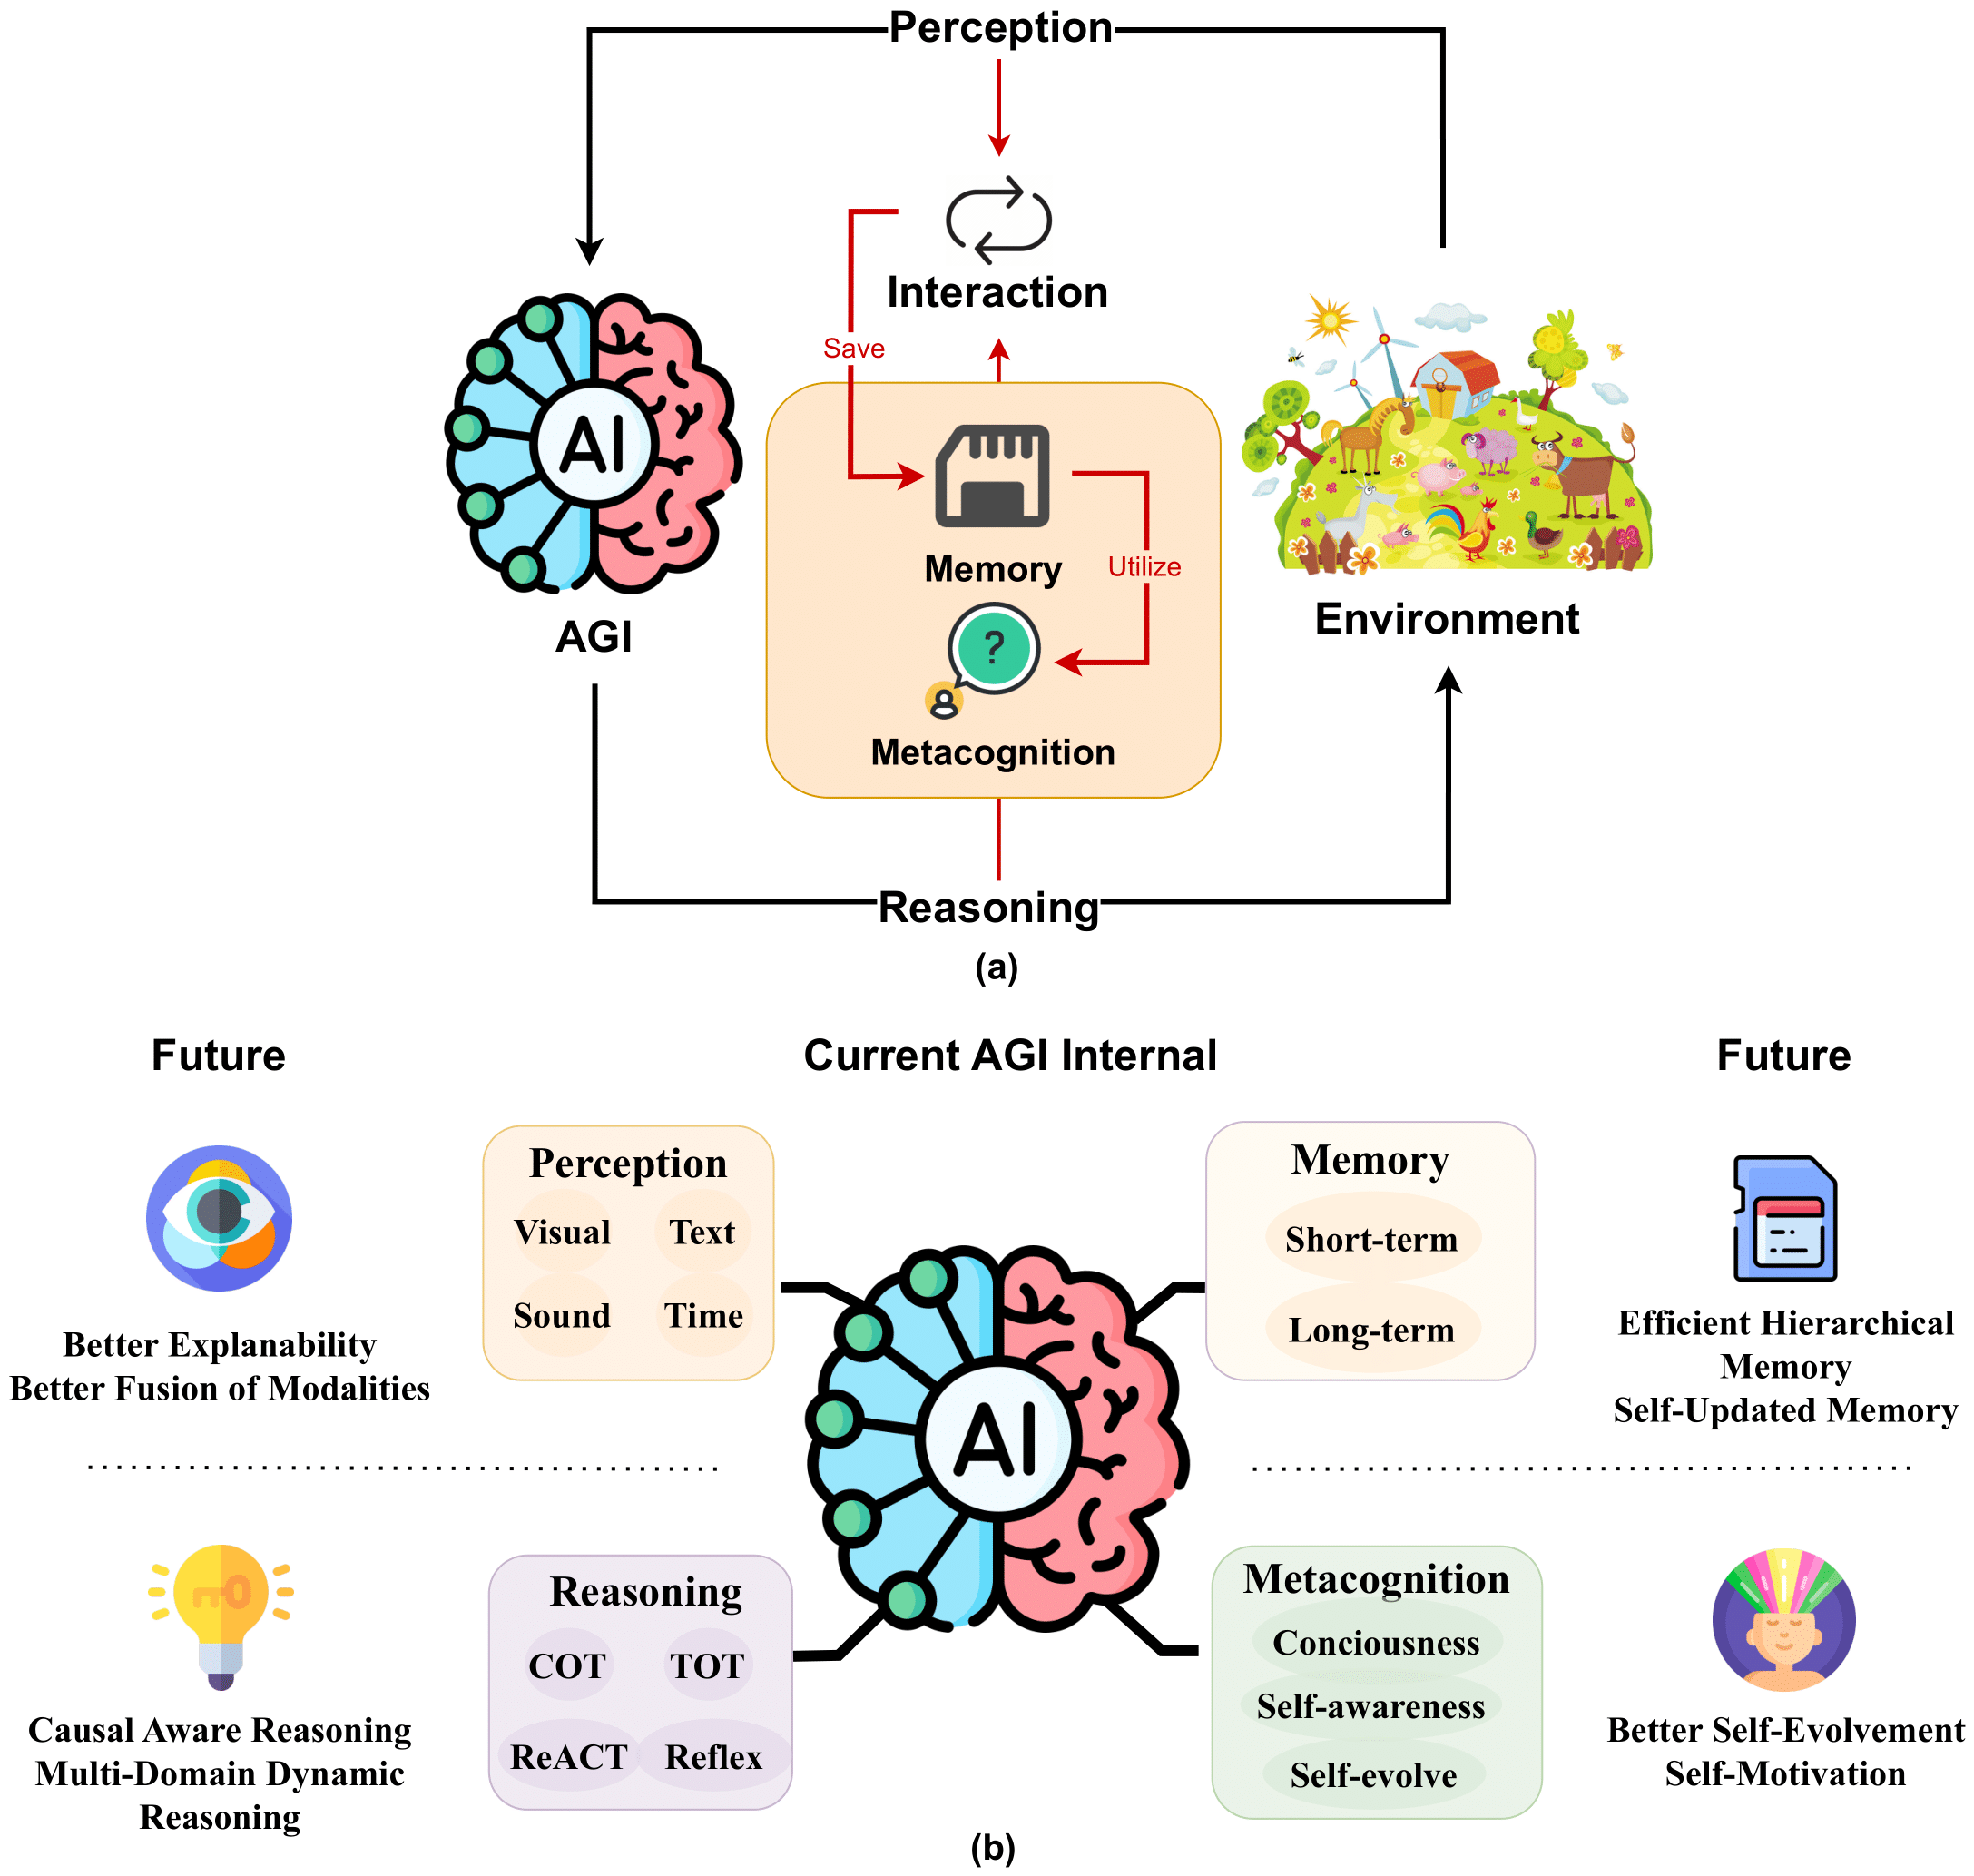 Perception
Interaction
Save
Memory
Utilize
AI
AGI
Environment
?
Metacognition
Reasoning
(a)
Future
Current AGI Internal
Future
Perception
Visual
Text
Sound
Time
Memory
Short-term
Long-term
Better Explanability
Better Fusion of Modalities
Efficient Hierarchical
Memory
Self-Updated Memory
AI
Reasoning
COT
TOT
ReACT
Reflex
Metacognition
Conciousness
Self-awareness
Self-evolve
Causal Aware Reasoning
Multi-Domain Dynamic
Reasoning
Better Self-Evolvement
Self-Motivation
(b)